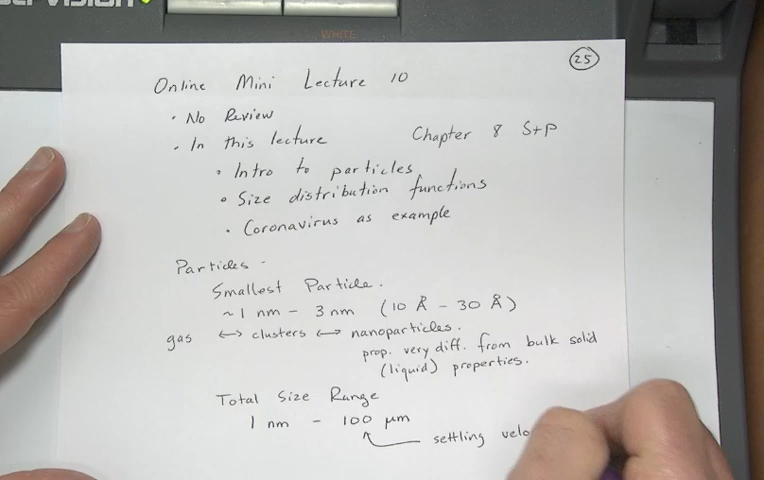 WHITE
25
Online Mini Lecture 10
• No Review
• In this lecture Chapter 8 S+P
• Intro to particles
• Size distribution functions
• Coronavirus as example
Particles -
Smallest Particle.
~1 nm - 3 nm (10 Å - 30 Å)
gas ↔ clusters ↔ nanoparticles.
prop. very diff. from bulk solid
(liquid) properties.
Total Size Range
1 nm - 100 μm
settling velo